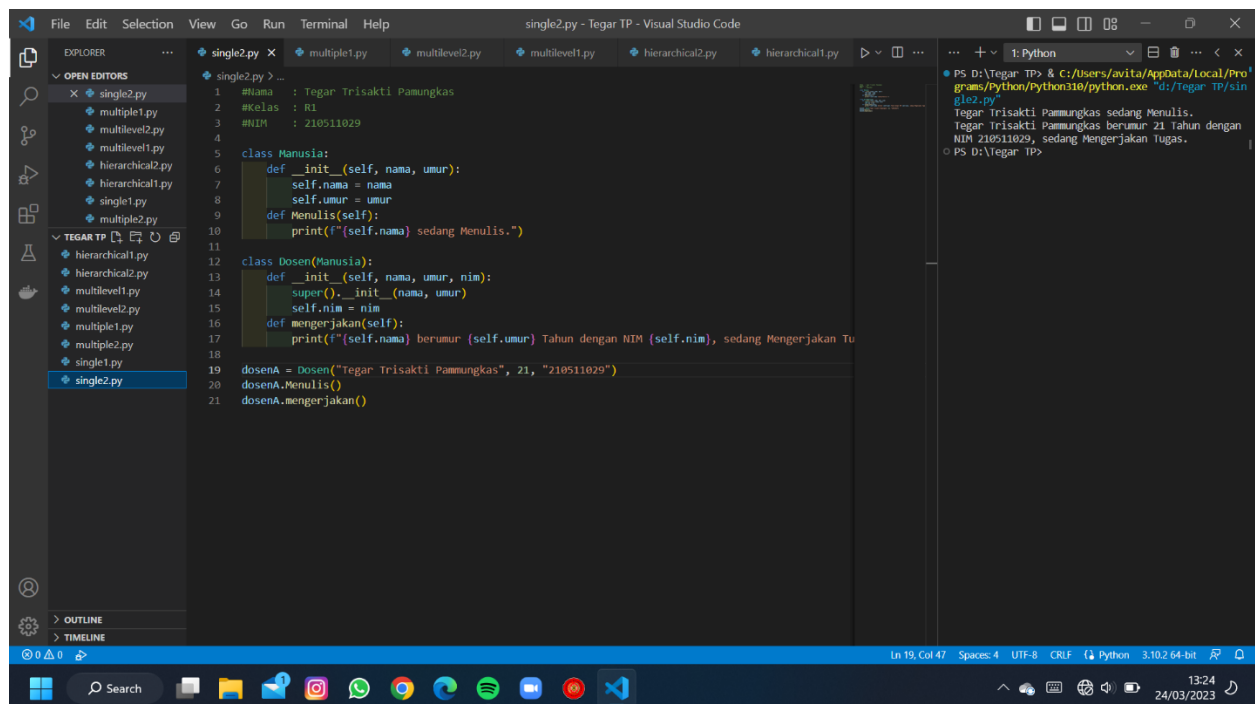 File Edit Selection View Go Run Terminal Help single2.py - Tegar TP - Visual Studio Code
EXPLORER
OPEN EDITORS
single2.py
multiple1.py
multilevel2.py
multilevel1.py
hierarchical2.py
hierarchical1.py
single1.py
multiple2.py
TEGAR TP
hierarchical1.py
hierarchical2.py
multilevel1.py
multilevel2.py
multiple1.py
multiple2.py
single1.py
single2.py
OUTLINE
TIMELINE
single2.py multiple1.py multilevel2.py multilevel1.py hierarchical2.py hierarchical1.py
single2.py > ...
1 #Nama : Tegar Trisakti Pamungkas
2 #Kelas : R1
3 #NIM : 210511029
4
5 class Manusia:
6 def __init__(self, nama, umur):
7 self.nama = nama
8 self.umur = umur
9 def Menulis(self):
10 print(f"{self.nama} sedang Menulis.")
11
12 class Dosen(Manusia):
13 def __init__(self, nama, umur, nim):
14 super().__init__(nama, umur)
15 self.nim = nim
16 def mengerjakan(self):
17 print(f"{self.nama} berumur {self.umur} Tahun dengan NIM {self.nim}, sedang Mengerjakan Tu
18
19 dosenA = Dosen("Tegar Trisakti Pammungkas", 21, "210511029")
20 dosenA.Menulis()
21 dosenA.mengerjakan()
1: Python
PS D:\Tegar TP> & C:/Users/avita/AppData/Local/Pro
grams/Python/Python310/python.exe "d:/Tegar TP/sin
gle2.py"
Tegar Trisakti Pammungkas sedang Menulis.
Tegar Trisakti Pammungkas berumur 21 Tahun dengan
NIM 210511029, sedang Mengerjakan Tugas.
PS D:\Tegar TP>
0 0 Ln 19, Col 47 Spaces: 4 UTF-8 CRLF Python 3.10.2 64-bit
Search 1 13:24
24/03/2023